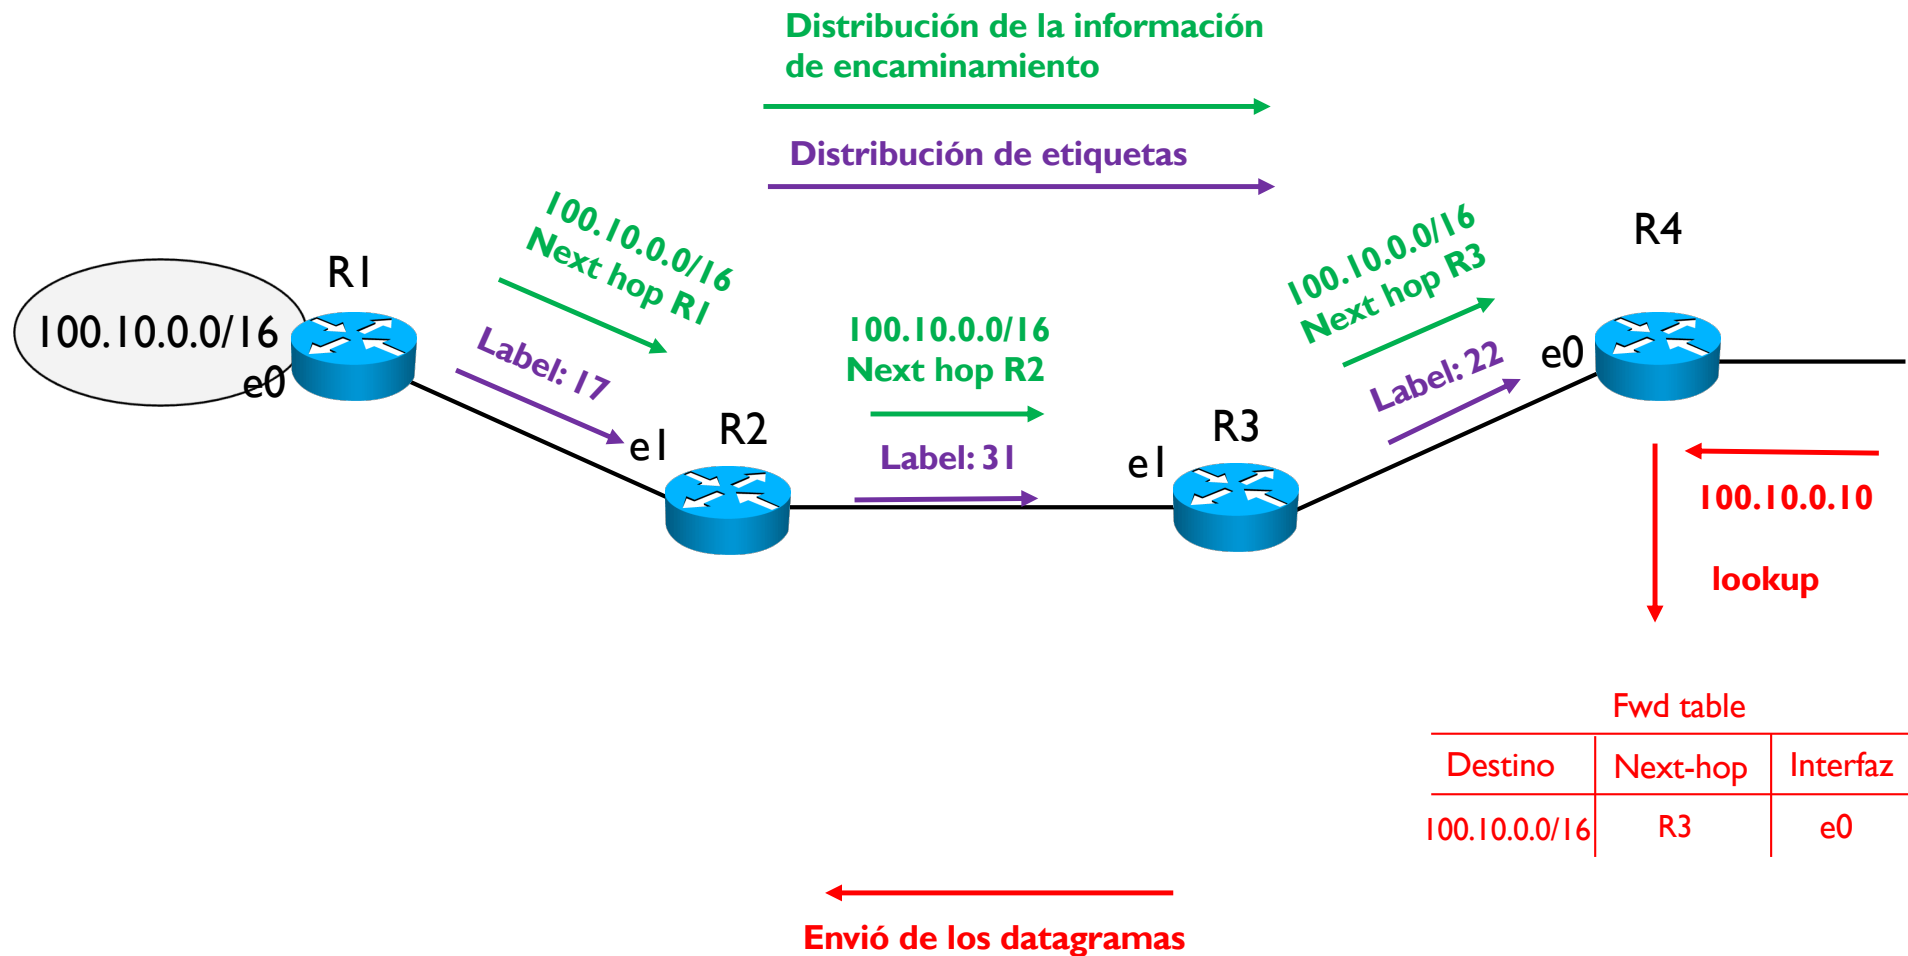 Distribución de la información
de encaminamiento
Distribución de etiquetas
100.10.0.0/16
Next hop R1
Label: 17
100.10.0.0/16
Next hop R2
Label: 31
100.10.0.0/16
Next hop R3
Label: 22
R1
100.10.0.0/16
e0
e1
R2
e1
R3
R4
e0
100.10.0.10
lookup
Fwd table
Destino Next-hop Interfaz
100.10.0.0/16 R3 e0
Envió de los datagramas